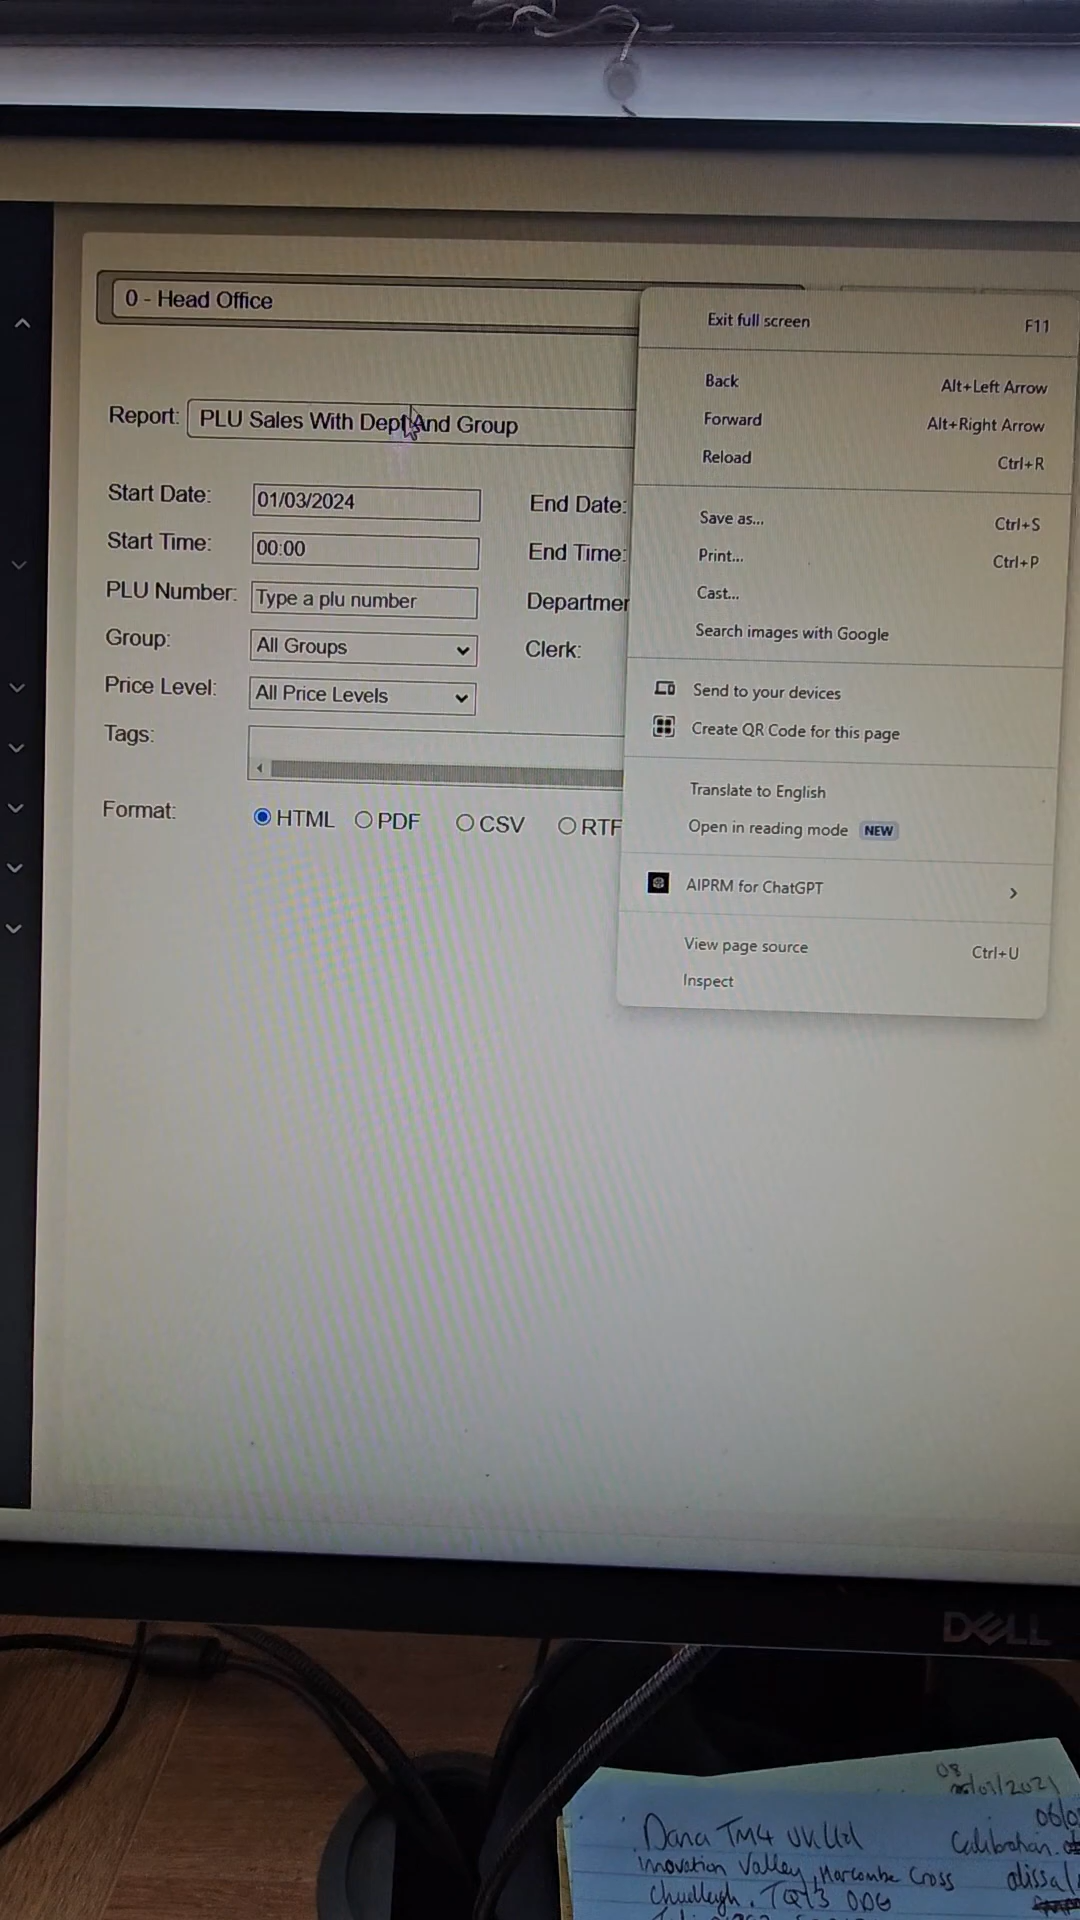 0 - Head Office
Exit full screen F11
Back Alt+Left Arrow
Forward Alt+Right Arrow
Reload Ctrl+R
Save as... Ctrl+S
Print... Ctrl+P
Cast...
Search images with Google
Send to your devices
Create QR Code for this page
Translate to English
Open in reading mode NEW
AIPRM for ChatGPT
View page source Ctrl+U
Inspect
Report: PLU Sales With Dept And Group
Start Date: 01/03/2024 End Date:
Start Time: 00:00 End Time:
PLU Number: Type a plu number Departmen
Group: All Groups Clerk:
Price Level: All Price Levels
Tags:
Format: HTML PDF CSV RTF
DELL
08
/01/2021
Dana TM4 UK Ltd
Innovation Valley, Harcombe Cross
Chudleigh. TQ13 0DG